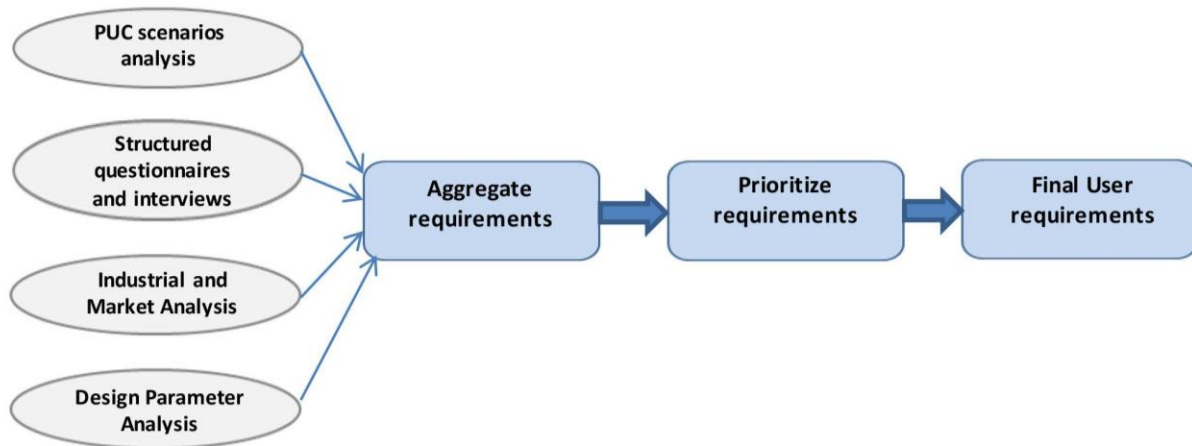 PUC scenarios
analysis
Structured
questionnaires
and interviews
Industrial and
Market Analysis
Design Parameter
Analysis
Aggregate
requirements
Prioritize
requirements
Final User
requirements